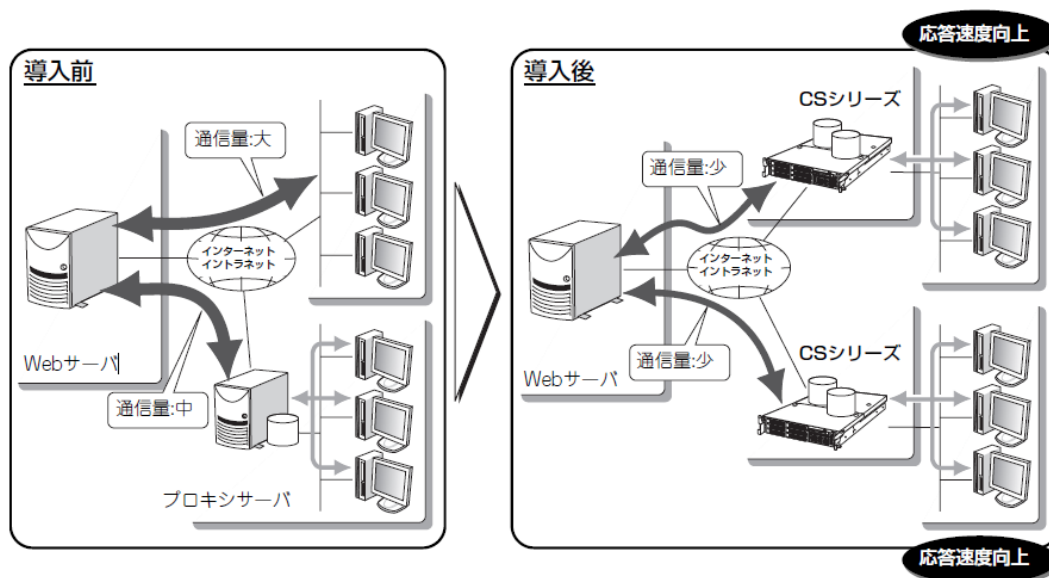 応答速度向上
導入前
通信量:大
インターネット
イントラネット
Webサーバ
通信量:中
プロキシサーバ
導入後
CSシリーズ
通信量:少
インターネット
イントラネット
Webサーバ
通信量:少
CSシリーズ
応答速度向上